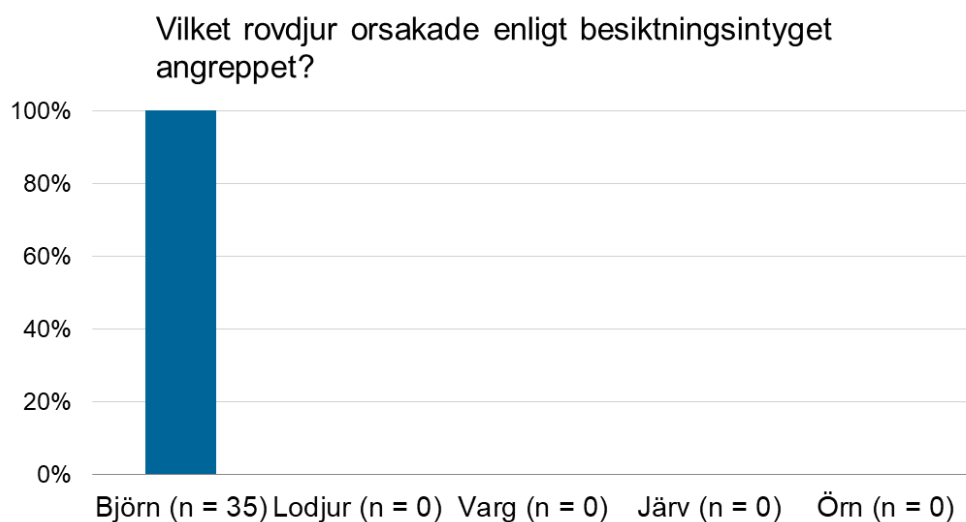 Vilket rovdjur orsakade enligt besiktningsintyget
angreppet?
100%
80%
60%
40%
20%
0%
Björn (n = 35) Lodjur (n = 0) Varg (n = 0) Järv (n = 0) Örn (n = 0)